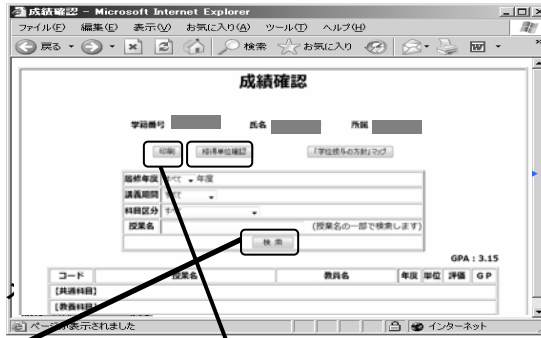 成績確認 - Microsoft Internet Explorer
ファイル(F) 編集(E) 表示(V) お気に入り(A) ツール(T) ヘルプ(H)
戻る 検索 お気に入り
成績確認
学籍番号 氏名 所属
印刷 修得単位確認 「学位授与の方針」マップ
履修年度 すべて 年度
講義期間
科目区分
授業名 (授業名の一部で検索します)
検 索
GPA : 3.15
コード 授業名 教員名 年度 単位 評価 GP
【共通科目】
【教養科目】
ページが表示されました インターネット